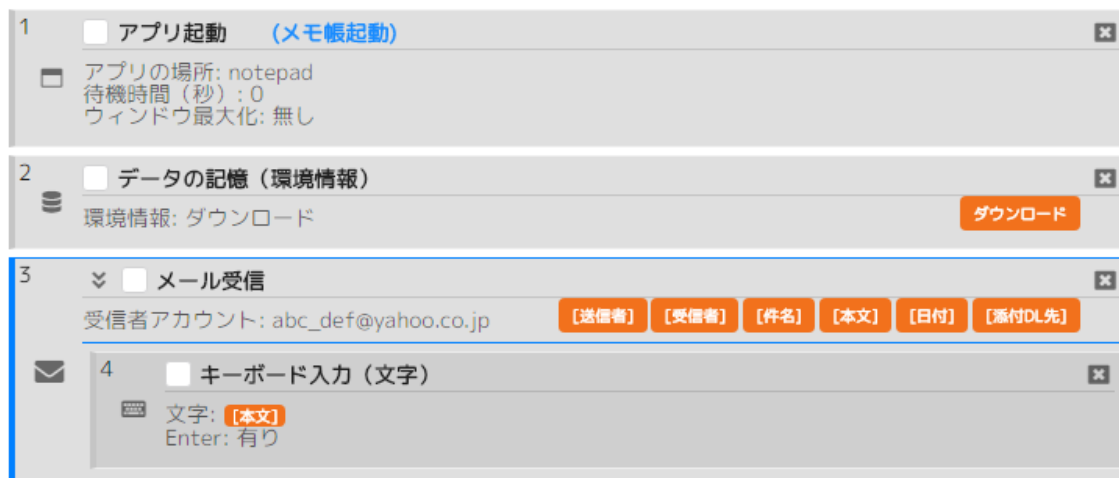 1
アプリ起動 (メモ帳起動)
アプリの場所: notepad
待機時間（秒）: 0
ウィンドウ最大化: 無し
2
データの記憶（環境情報）
環境情報: ダウンロード ダウンロード
3
メール受信
受信者アカウント: abc_def@yahoo.co.jp [送信者] [受信者] [件名] [本文] [日付] [添付DL先]
4
キーボード入力（文字）
文字: [本文]
Enter: 有り